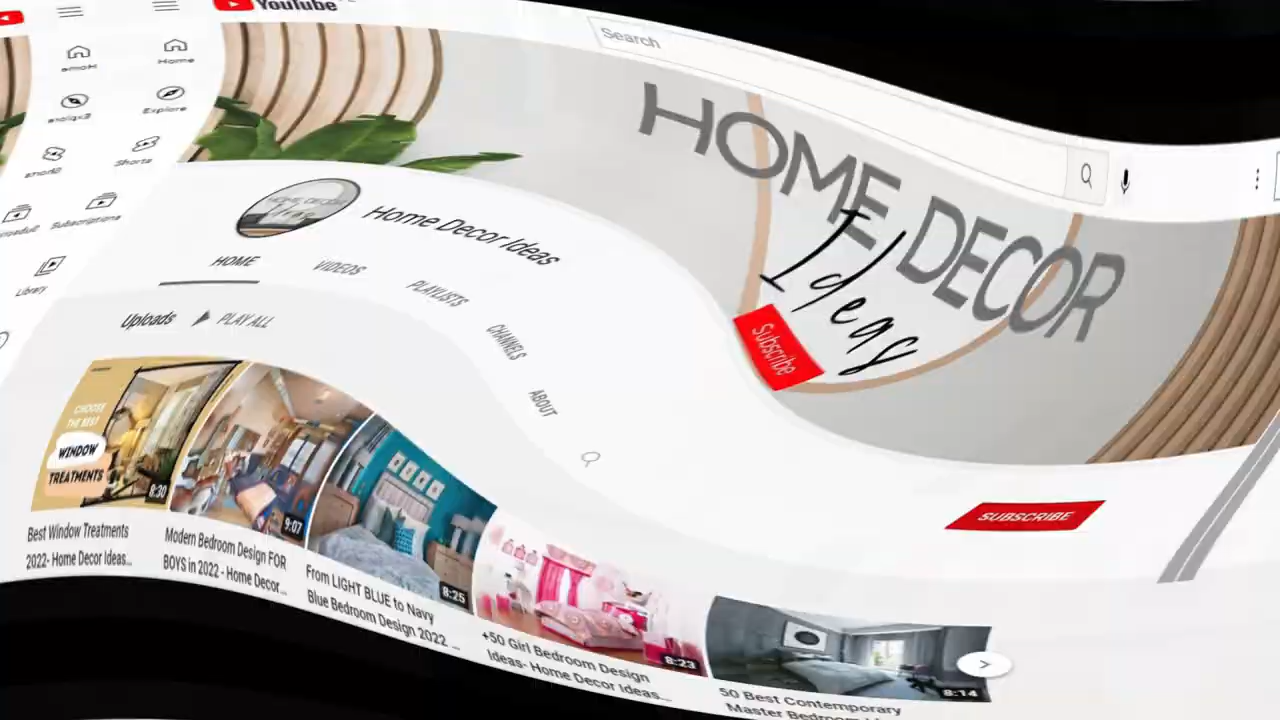 YouTube
Search
Home
Home
Explore
Explore
Shorts
Shorts
Subscriptions
Library
HOME DECOR
Ideas
Subscribe
Home Decor Ideas
HOME
VIDEOS
PLAYLISTS
CHANNELS
ABOUT
SUBSCRIBE
Uploads
PLAY ALL
CHOOSE
THE BEST
WINDOW
TREATMENTS
8:30
9:07
8:25
8:23
8:14
Best Window Treatments
2022- Home Decor Ideas...
Modern Bedroom Design FOR
BOYS in 2022 - Home Decor...
From LIGHT BLUE to Navy
Blue Bedroom Design 2022 ...
+50 Girl Bedroom Design
Ideas- Home Decor Ideas...
50 Best Contemporary
Master Bedroom